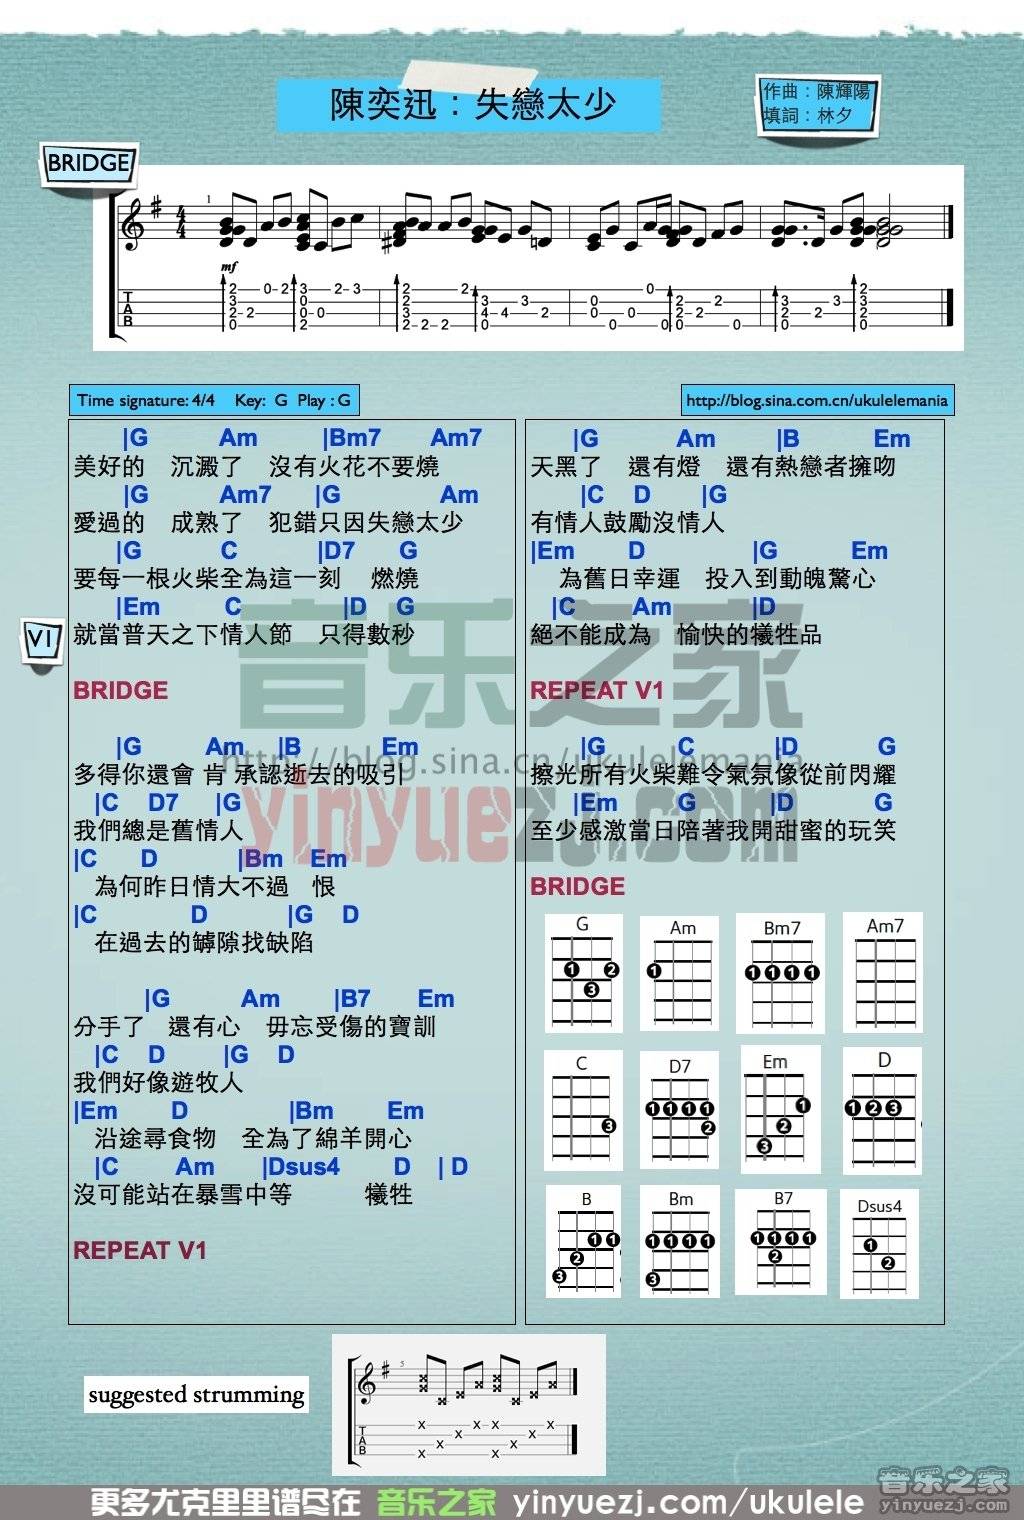 陳奕迅：失戀太少
作曲：陳輝陽
填詞：林夕
BRIDGE
1
4/4
mf
T
A
B
Time signature: 4/4 Key: G Play : G
http://blog.sina.com.cn/ukulelemania
|G Am |Bm7 Am7
美好的 沉澱了 沒有火花不要燒
|G Am7 |G Am
愛過的 成熟了 犯錯只因失戀太少
|G C |D7 G
要每一根火柴全為這一刻 燃燒
|Em C |D G
V1
就當普天之下情人節 只得數秒
BRIDGE
|G Am |B Em
多得你還會 肯 承認逝去的吸引
|C D7 |G
我們總是舊情人
|C D |Bm Em
為何昨日情大不過 恨
|C D |G D
在過去的罅隙找缺陷
|G Am |B7 Em
分手了 還有心 毋忘受傷的寶訓
|C D |G D
我們好像遊牧人
|Em D |Bm Em
沿途尋食物 全為了綿羊開心
|C Am |Dsus4 D | D
沒可能站在暴雪中等 犧牲
REPEAT V1
|G Am |B Em
天黑了 還有燈 還有熱戀者擁吻
|C D |G
有情人鼓勵沒情人
|Em D |G Em
為舊日幸運 投入到動魄驚心
|C Am |D
絕不能成為 愉快的犧牲品
REPEAT V1
|G C |D G
擦光所有火柴難令氣氛像從前閃耀
|Em G |D G
至少感激當日陪著我開甜蜜的玩笑
BRIDGE
G Am Bm7 Am7
C D7 Em D
B Bm B7 Dsus4
音乐之家
http://blog.sina.cn/ukulelemania
yinyuezj.com
suggested strumming
5
T
A
B
音乐之家
yinyuezj.com
更多尤克里里谱尽在 音乐之家 yinyuezj.com/ukulele